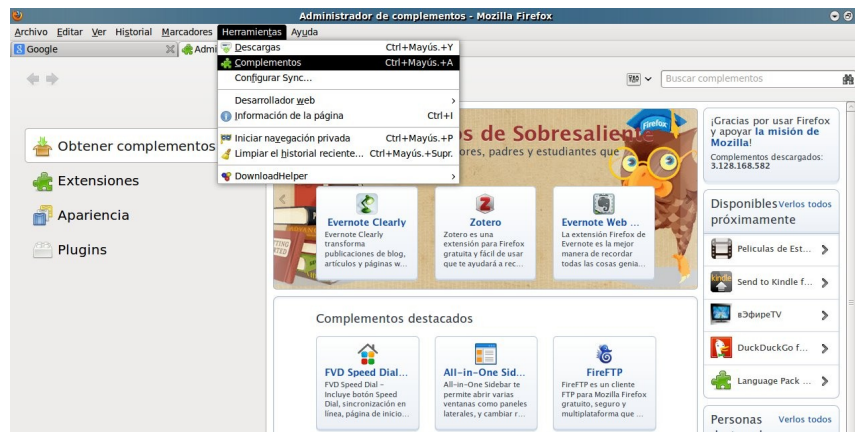 Administrador de complementos - Mozilla Firefox
Archivo Editar Ver Historial Marcadores Herramientas Ayuda
Google
Admi
Descargas Ctrl+Mayús.+Y
Complementos Ctrl+Mayús.+A
Configurar Sync...
Desarrollador web
Información de la página Ctrl+I
Iniciar navegación privada Ctrl+Mayús.+P
Limpiar el historial reciente... Ctrl+Mayús.+Supr.
DownloadHelper
Buscar complementos
Obtener complementos
Extensiones
Apariencia
Plugins
s de Sobresaliente
ores, padres y estudiantes que
Firefox
Evernote Clearly
Evernote Clearly
transforma
publicaciones de blog,
artículos y páginas w...
Zotero
Zotero es una
extensión para Firefox
gratuita y fácil de usar
que te ayudará a rec...
Evernote Web ...
La extensión Firefox de
Evernote es la mejor
manera de recordar
todas las cosas genia...
Complementos destacados
FVD Speed Dial...
FVD Speed Dial -
Incluye botón Speed
Dial, sincronización en
línea, página de inicio...
All-in-One Sid...
All-in-One Sidebar te
permite abrir varias
ventanas como paneles
laterales, y cambiar r...
FireFTP
FireFTP es un cliente
FTP para Mozilla Firefox
gratuito, seguro y
multiplataforma que ...
¡Gracias por usar Firefox
y apoyar la misión de
Mozilla!
Complementos descargados:
3.128.168.582
Disponibles Verlos todos
próximamente
Peliculas de Est...
kindle
Send to Kindle f...
вЭфиреTV
DuckDuckGo f...
Language Pack ...
Personas Verlos todos